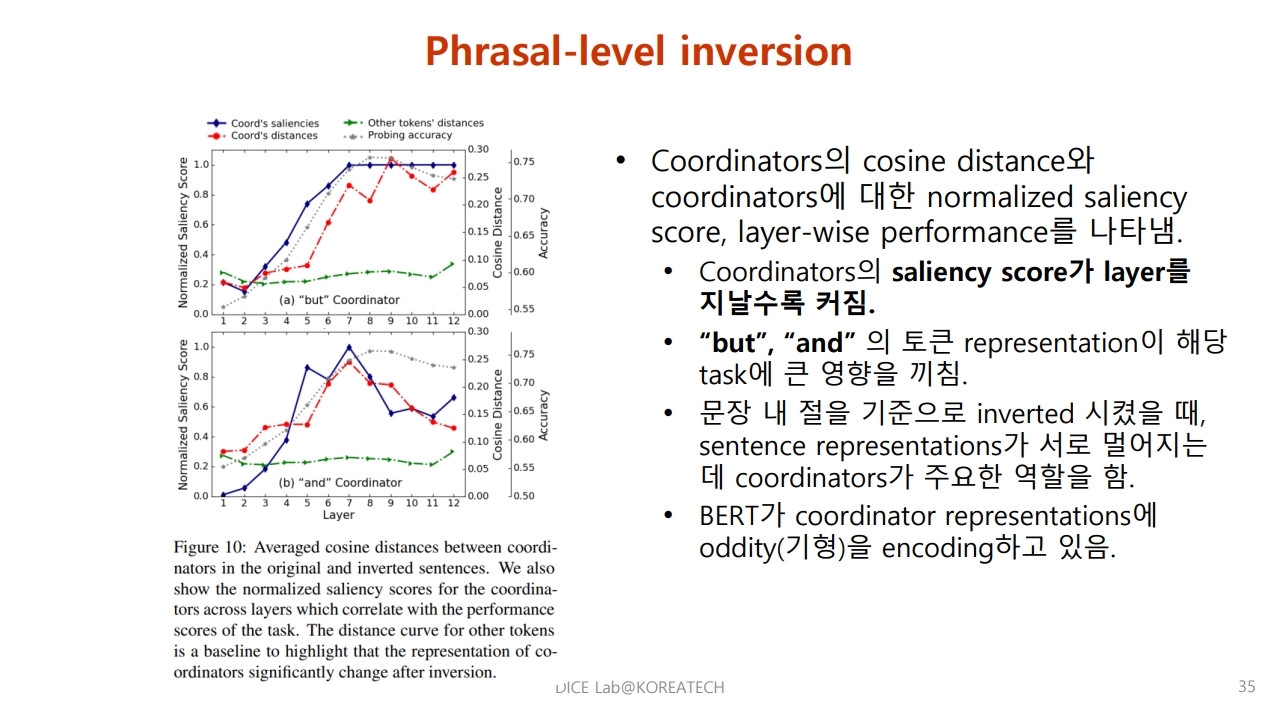 Phrasal-level inversion
Coord's saliencies
Coord's distances
Other tokens' distances
Probing accuracy
Normalized Saliency Score
1.0
0.8
0.6
0.4
0.2
0.0
(a) “but” Coordinator
1 2 3 4 5 6 7 8 9 10 11 12
0.30
0.25
0.20
0.15
0.10
0.05
0.00
Cosine Distance
0.75
0.70
0.65
0.60
0.55
Accuracy
Normalized Saliency Score
1.0
0.8
0.6
0.4
0.2
0.0
(b) “and” Coordinator
1 2 3 4 5 6 7 8 9 10 11 12
Layer
0.30
0.25
0.20
0.15
0.10
0.05
0.00
Cosine Distance
0.75
0.70
0.65
0.60
0.55
0.50
Accuracy
Figure 10: Averaged cosine distances between coordi-
nators in the original and inverted sentences. We also
show the normalized saliency scores for the coordina-
tors across layers which correlate with the performance
scores of the task. The distance curve for other tokens
is a baseline to highlight that the representation of co-
ordinators significantly change after inversion.
• Coordinators의 cosine distance와
coordinators에 대한 normalized saliency
score, layer-wise performance를 나타냄.
• Coordinators의 saliency score가 layer를
지날수록 커짐.
• “but”, “and” 의 토큰 representation이 해당
task에 큰 영향을 끼침.
• 문장 내 절을 기준으로 inverted 시켰을 때,
sentence representations가 서로 멀어지는
데 coordinators가 주요한 역할을 함.
• BERT가 coordinator representations에
oddity(기형)을 encoding하고 있음.
DICE Lab@KOREATECH
35